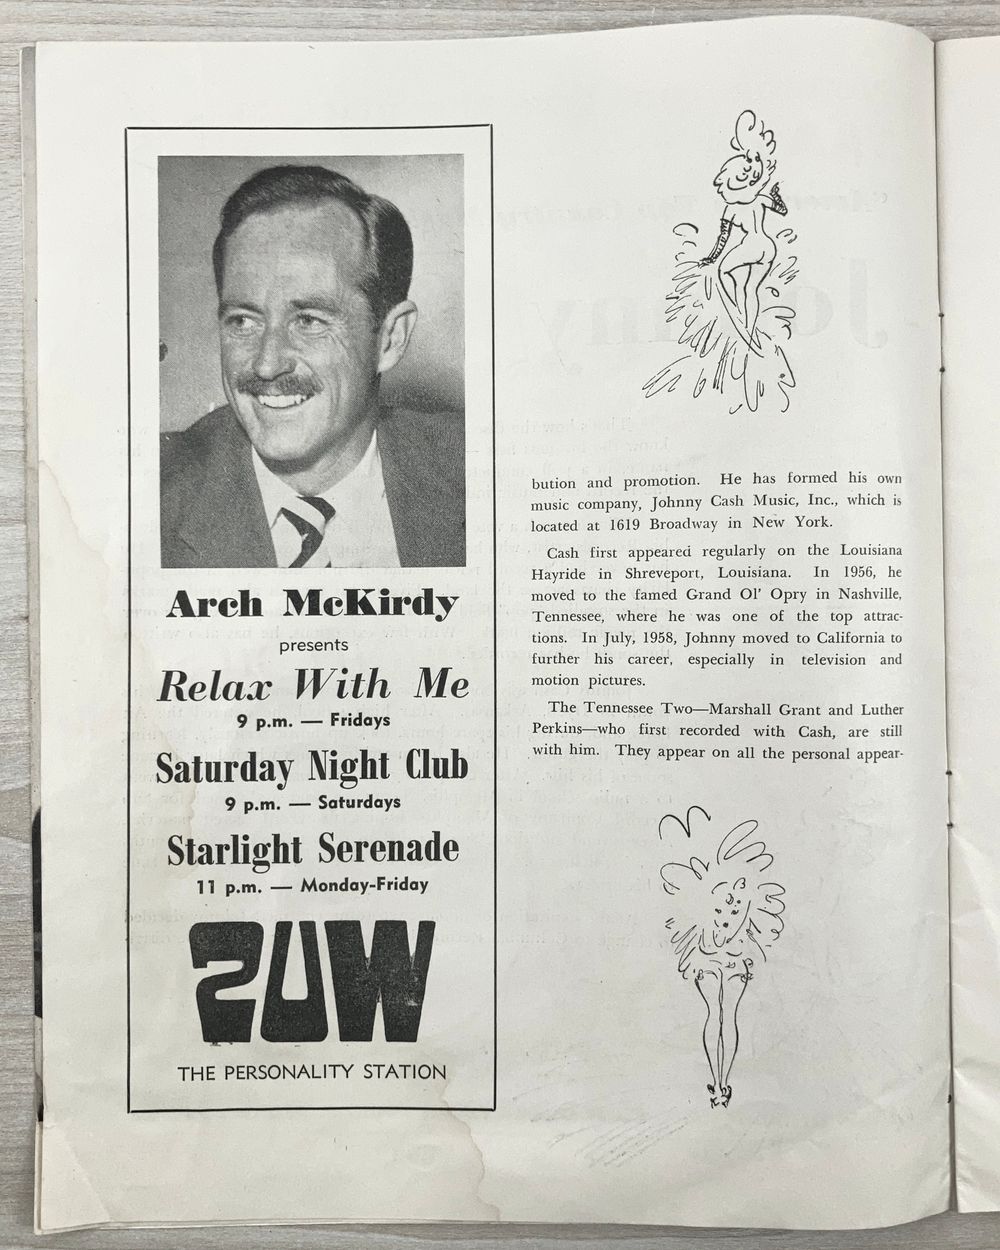 Arch McKirdy
presents
Relax With Me
9 p.m. — Fridays
Saturday Night Club
9 p.m. — Saturdays
Starlight Serenade
11 p.m. — Monday-Friday
2UW
THE PERSONALITY STATION
bution and promotion. He has formed his own
music company, Johnny Cash Music, Inc., which is
located at 1619 Broadway in New York.
Cash first appeared regularly on the Louisiana
Hayride in Shreveport, Louisiana. In 1956, he
moved to the famed Grand Ol' Opry in Nashville,
Tennessee, where he was one of the top attrac-
tions. In July, 1958, Johnny moved to California to
further his career, especially in television and
motion pictures.
The Tennessee Two—Marshall Grant and Luther
Perkins—who first recorded with Cash, are still
with him. They appear on all the personal appear-